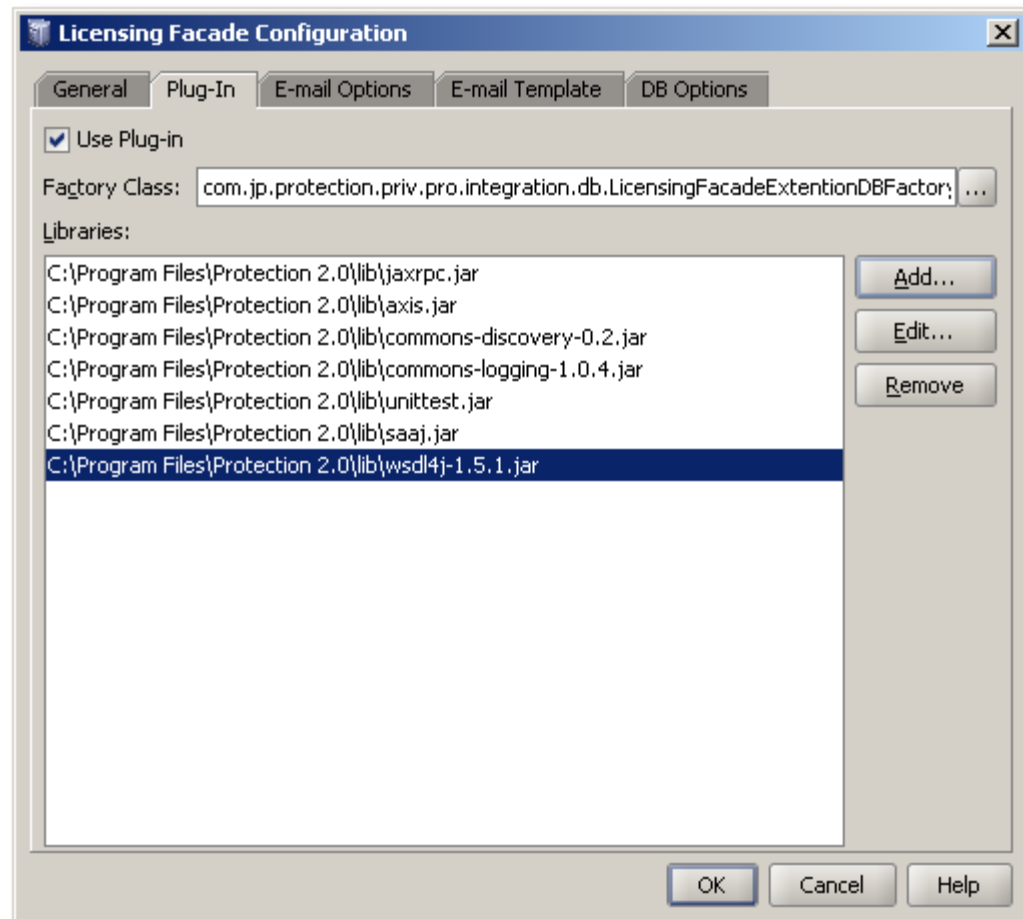 Licensing Facade Configuration
General Plug-In E-mail Options E-mail Template DB Options
Use Plug-in
Factory Class: com.jp.protection.priv.pro.integration.db.LicensingFacadeExtentionDBFactory ...
Libraries:
C:\Program Files\Protection 2.0\lib\jaxrpc.jar
C:\Program Files\Protection 2.0\lib\axis.jar
C:\Program Files\Protection 2.0\lib\commons-discovery-0.2.jar
C:\Program Files\Protection 2.0\lib\commons-logging-1.0.4.jar
C:\Program Files\Protection 2.0\lib\unittest.jar
C:\Program Files\Protection 2.0\lib\saaj.jar
C:\Program Files\Protection 2.0\lib\wsdl4j-1.5.1.jar
Add...
Edit...
Remove
OK Cancel Help